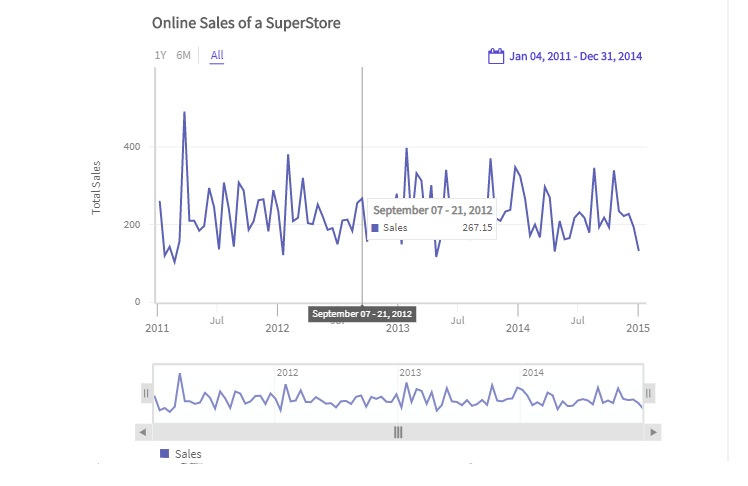 Online Sales of a SuperStore
1Y 6M All
Jan 04, 2011 - Dec 31, 2014
Total Sales
400
200
0
September 07 - 21, 2012
Sales 267.15
September 07 - 21, 2012
Jul Jul Jul
2011 2012 2013 2014 2015
2012 2013 2014
Sales